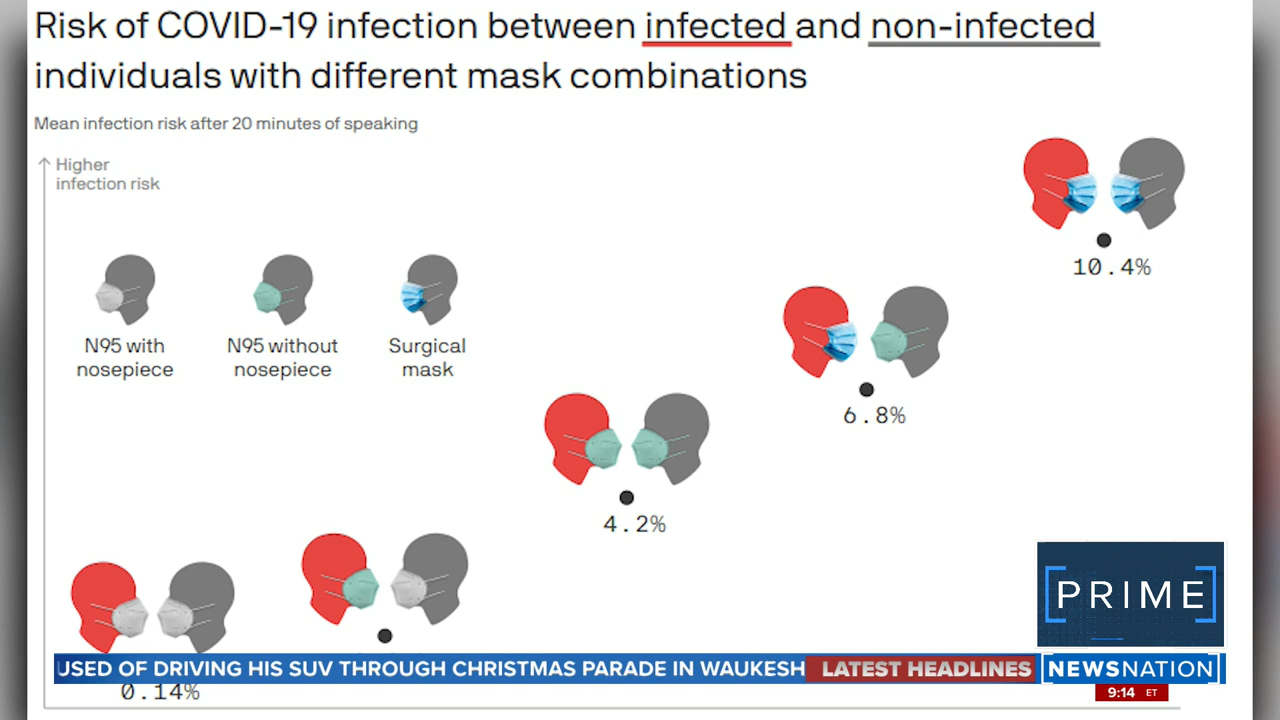 Risk of COVID-19 infection between infected and non-infected
individuals with different mask combinations
Mean infection risk after 20 minutes of speaking
Higher
infection risk
N95 with
nosepiece
N95 without
nosepiece
Surgical
mask
10.4%
6.8%
4.2%
0.14%
PRIME
USED OF DRIVING HIS SUV THROUGH CHRISTMAS PARADE IN WAUKESH
LATEST HEADLINES
NEWSNATION
9:14 ET